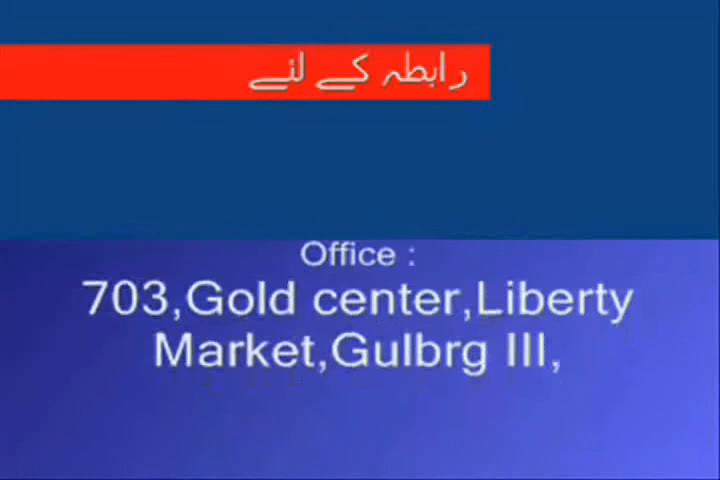 رابطہ کے لئے
Office :
703,Gold center,Liberty
Market,Gulbrg III,